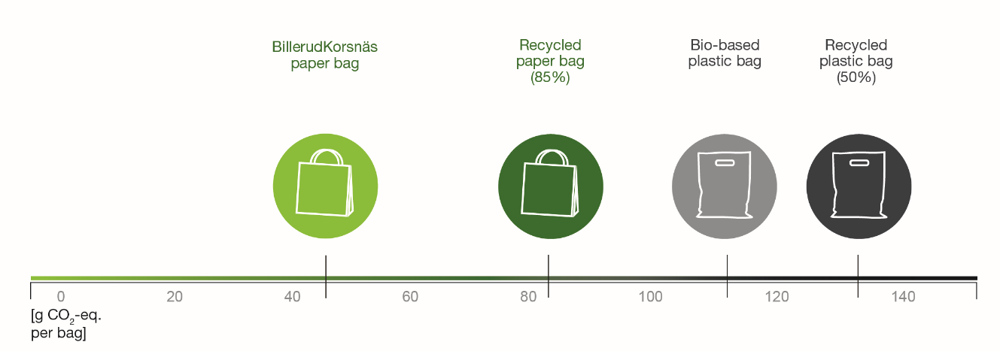 BillerudKorsnäs
paper bag
Recycled
paper bag
(85%)
Bio-based
plastic bag
Recycled
plastic bag
(50%)
0 20 40 60 80 100 120 140
[g CO₂-eq.
per bag]